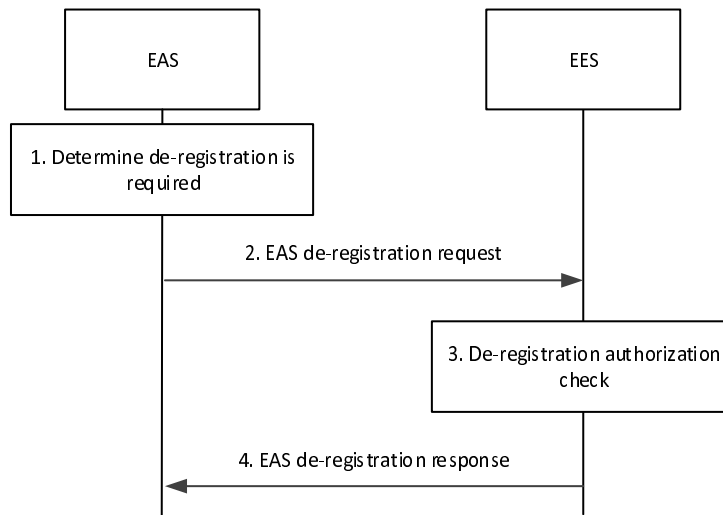 EAS
EES
1. Determine de-registration is
required
2. EAS de-registration request
3. De-registration authorization
check
4. EAS de-registration response